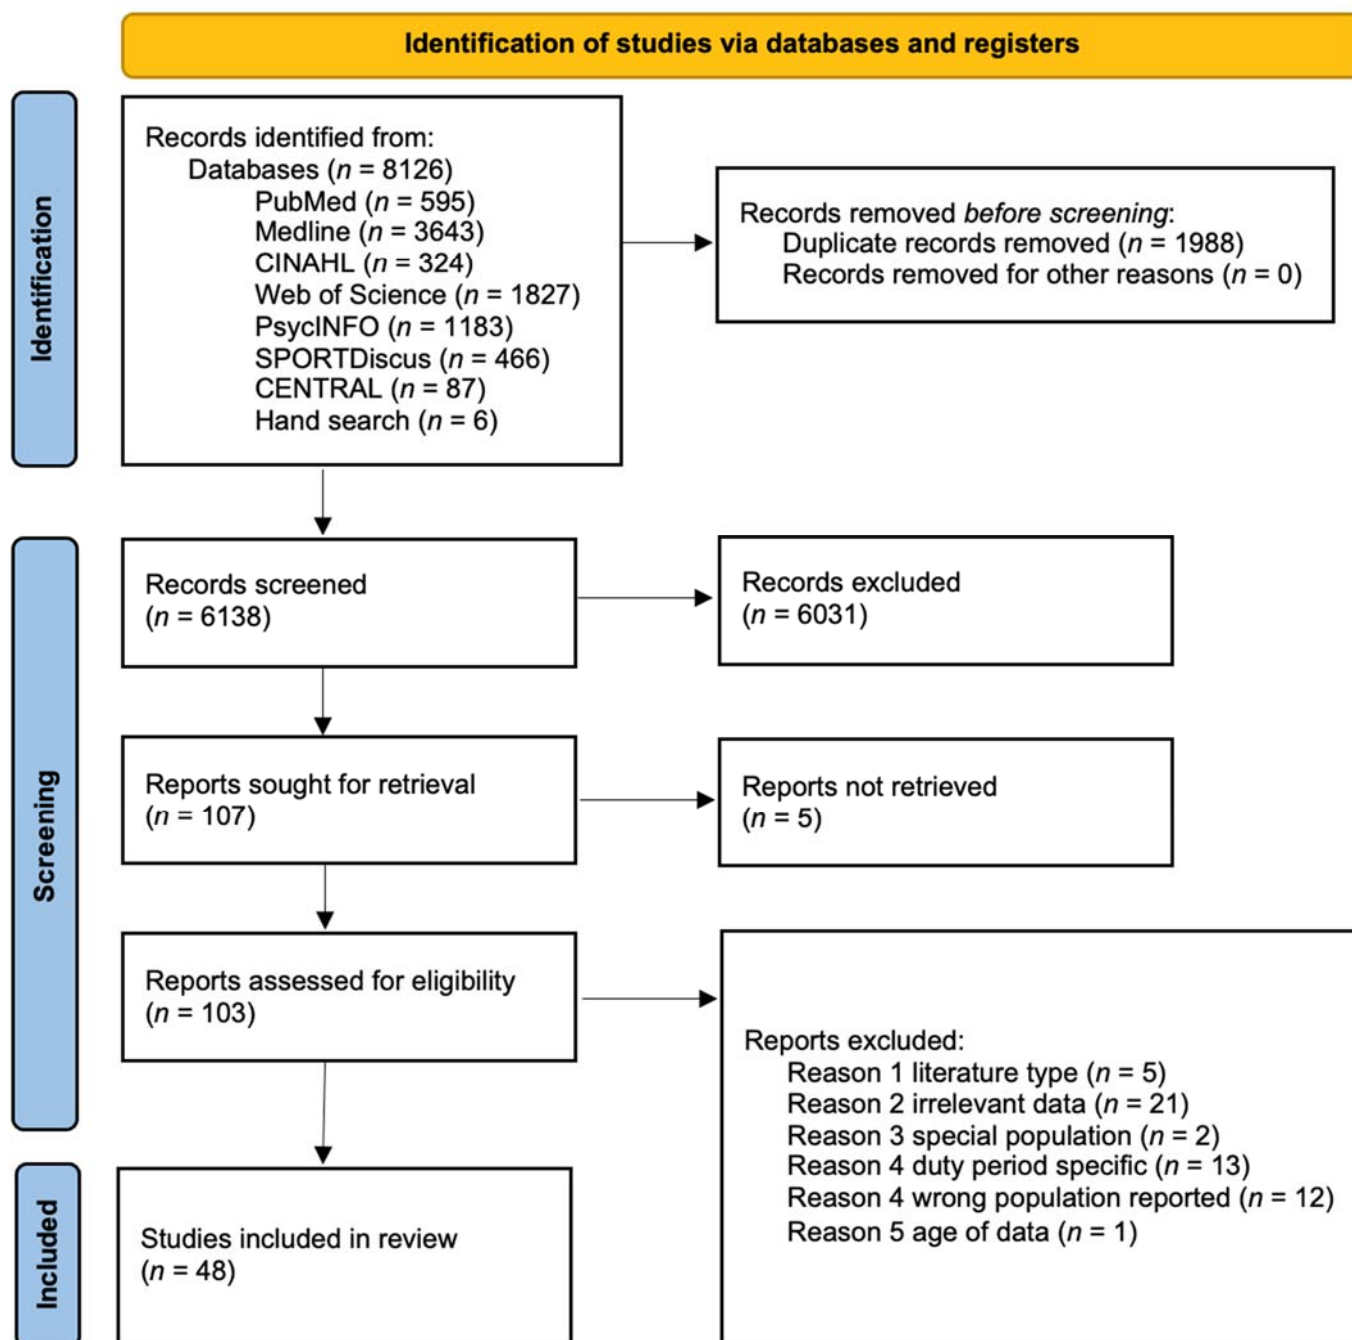 Identification of studies via databases and registers
Identification
Records identified from:
Databases (n = 8126)
PubMed (n = 595)
Medline (n = 3643)
CINAHL (n = 324)
Web of Science (n = 1827)
PsycINFO (n = 1183)
SPORTDiscus (n = 466)
CENTRAL (n = 87)
Hand search (n = 6)
Records removed before screening:
Duplicate records removed (n = 1988)
Records removed for other reasons (n = 0)
Screening
Records screened
(n = 6138)
Records excluded
(n = 6031)
Reports sought for retrieval
(n = 107)
Reports not retrieved
(n = 5)
Reports assessed for eligibility
(n = 103)
Reports excluded:
Reason 1 literature type (n = 5)
Reason 2 irrelevant data (n = 21)
Reason 3 special population (n = 2)
Reason 4 duty period specific (n = 13)
Reason 4 wrong population reported (n = 12)
Reason 5 age of data (n = 1)
Included
Studies included in review
(n = 48)